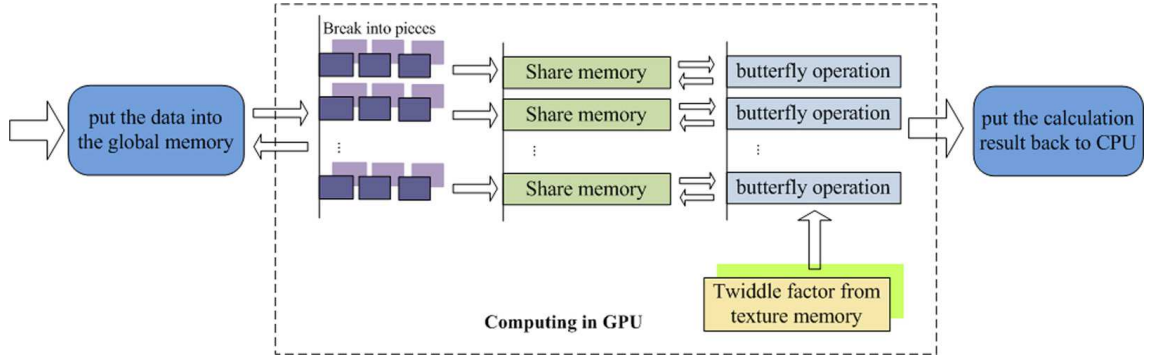 Break into pieces
put the data into
the global memory
Share memory
butterfly operation
Share memory
butterfly operation
...
...
...
Share memory
butterfly operation
put the calculation
result back to CPU
Twiddle factor from
texture memory
Computing in GPU